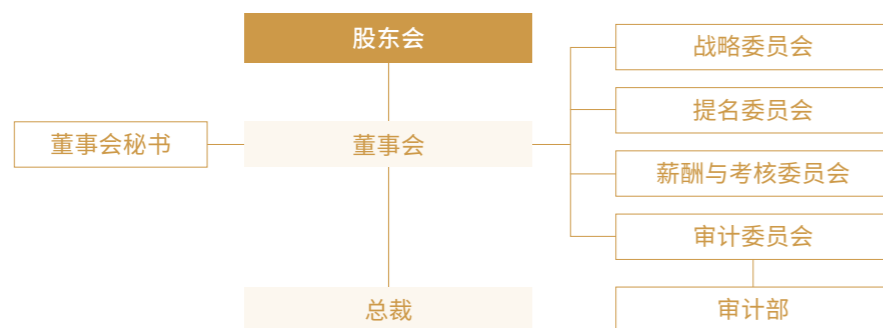 股东会
战略委员会
提名委员会
董事会秘书
董事会
薪酬与考核委员会
审计委员会
总裁
审计部